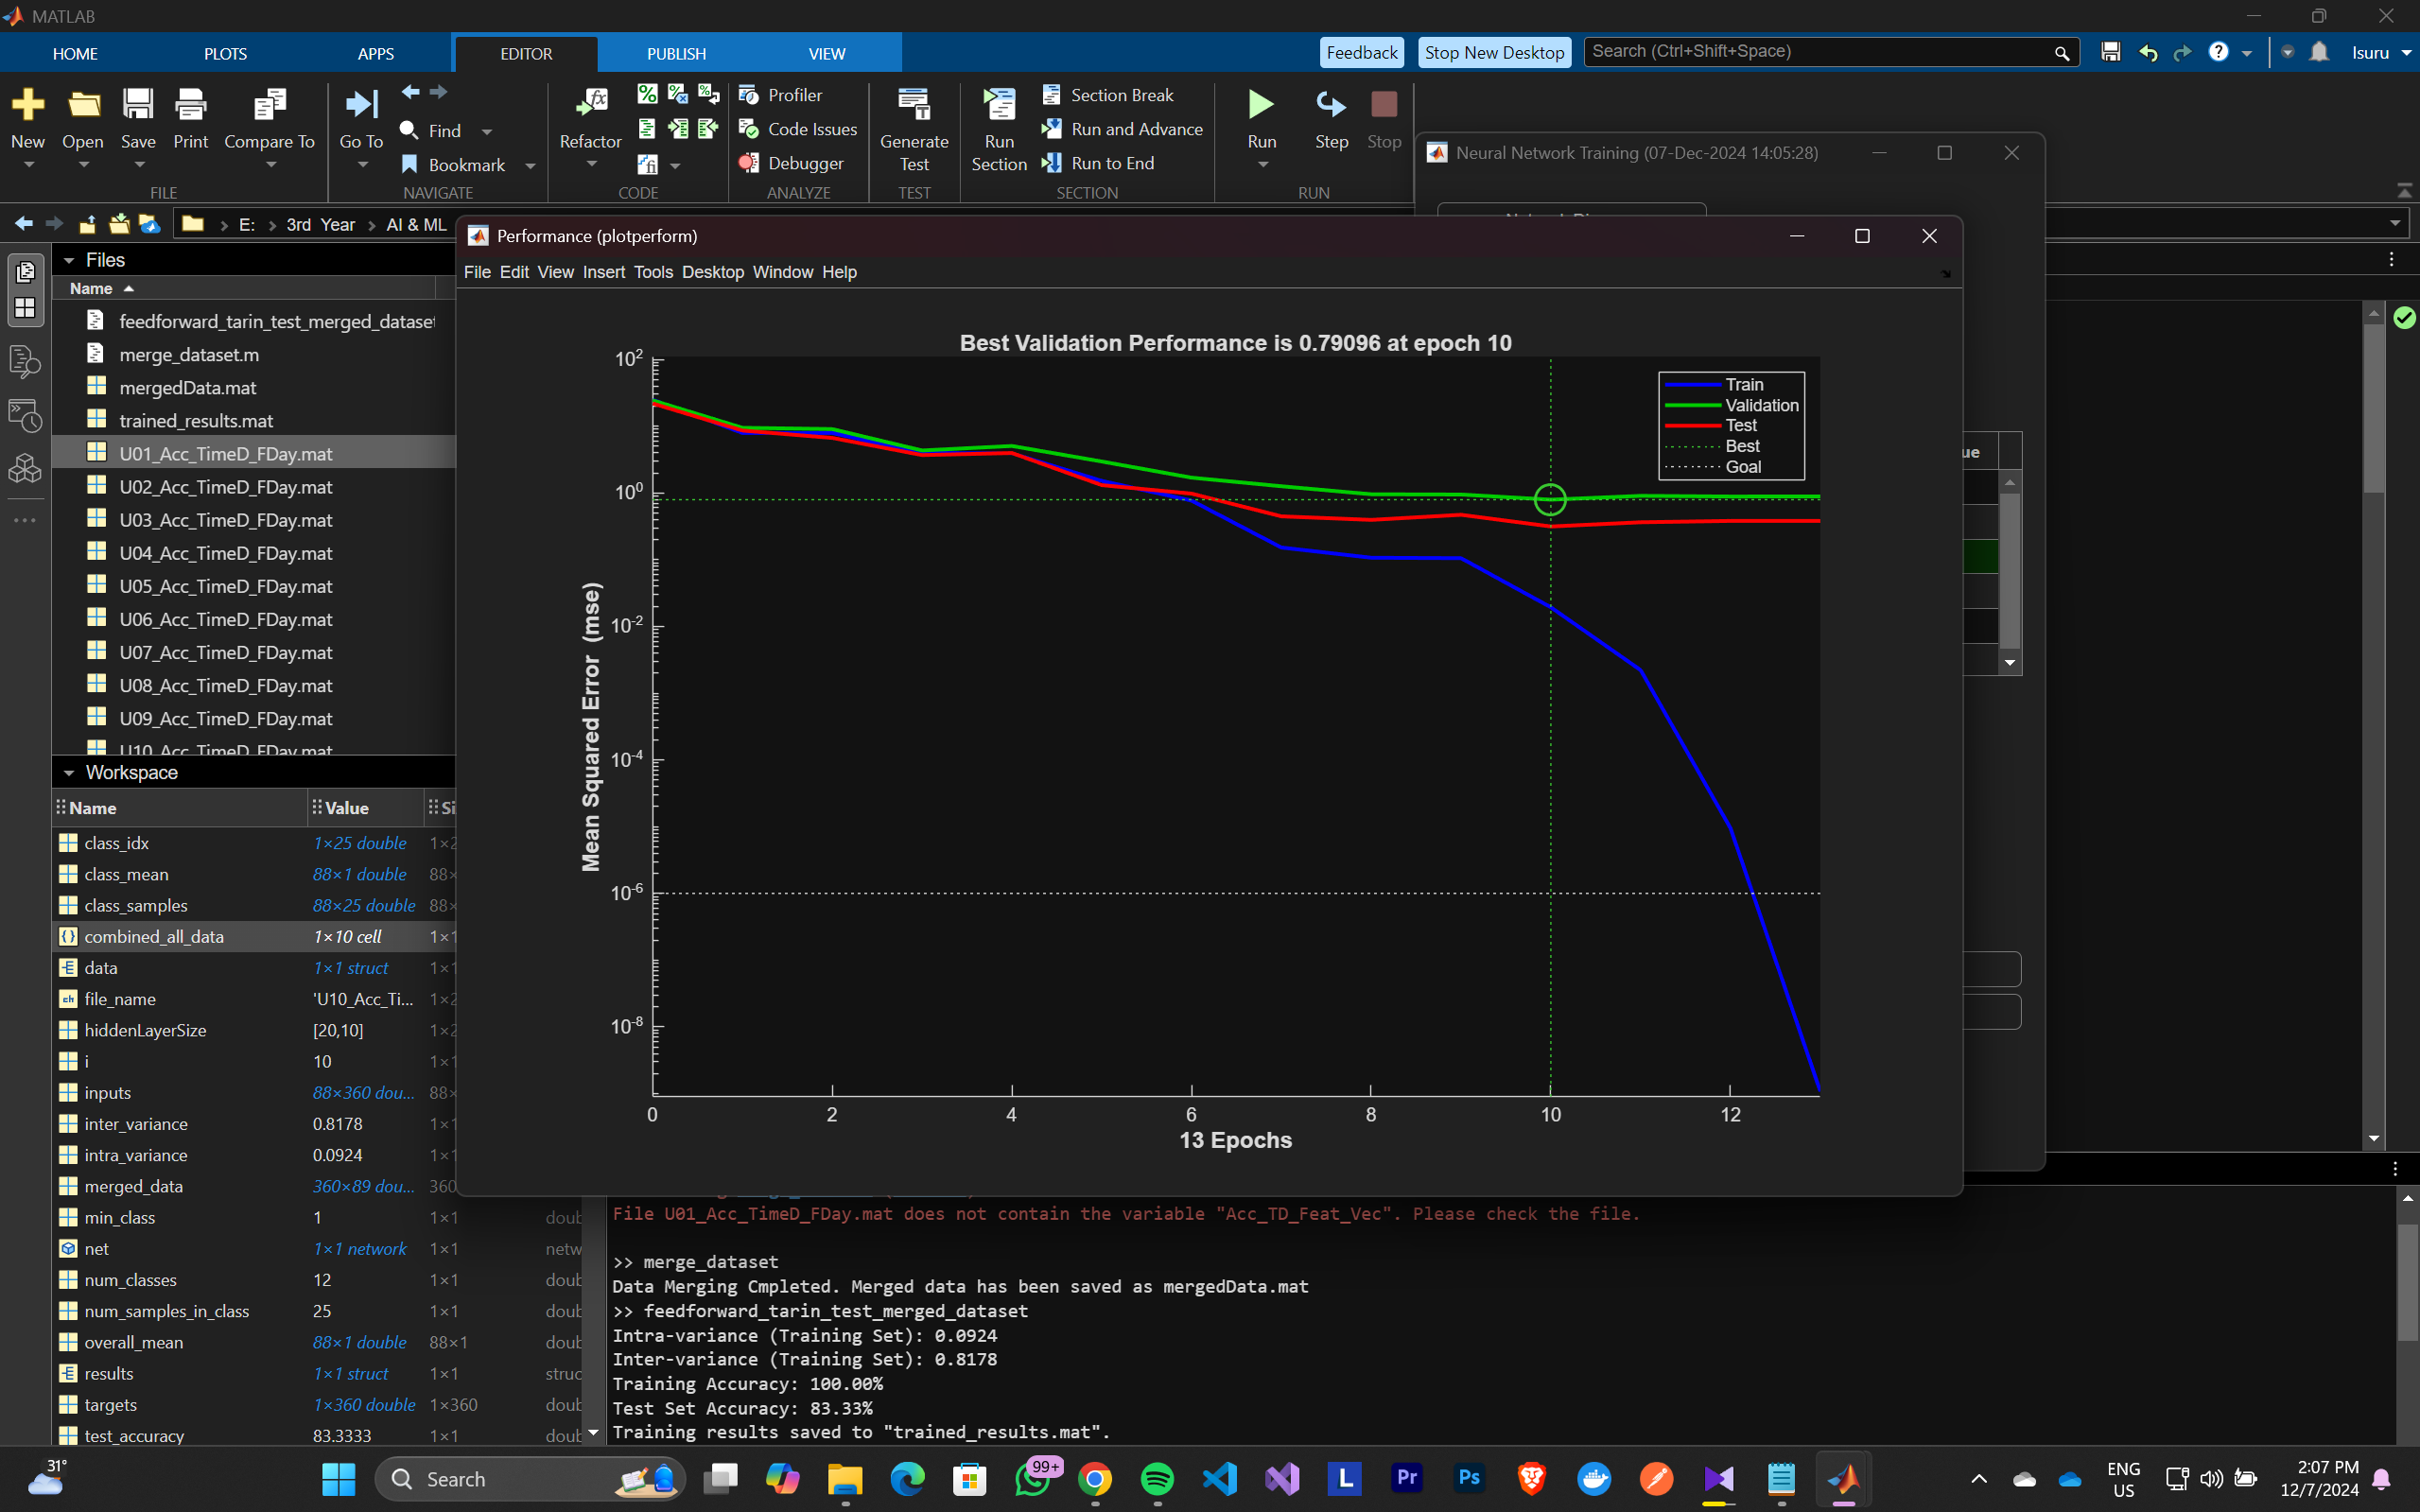 MATLAB
HOME PLOTS APPS EDITOR PUBLISH VIEW Feedback Stop New Desktop Search (Ctrl+Shift+Space) Isuru
New Open Save Print Compare To Go To Find Bookmark Refactor Profiler Code Issues Debugger Generate Test Run Section Section Break Run and Advance Run to End Run Step Stop
FILE NAVIGATE CODE ANALYZE TEST SECTION RUN
Neural Network Training (07-Dec-2024 14:05:28)
E: 3rd Year AI & ML
Performance (plotperform)
File Edit View Insert Tools Desktop Window Help
Files
Name
feedforward_tarin_test_merged_dataset
merge_dataset.m
mergedData.mat
trained_results.mat
U01_Acc_TimeD_FDay.mat
U02_Acc_TimeD_FDay.mat
U03_Acc_TimeD_FDay.mat
U04_Acc_TimeD_FDay.mat
U05_Acc_TimeD_FDay.mat
U06_Acc_TimeD_FDay.mat
U07_Acc_TimeD_FDay.mat
U08_Acc_TimeD_FDay.mat
U09_Acc_TimeD_FDay.mat
U10_Acc_TimeD_FDay.mat
Best Validation Performance is 0.79096 at epoch 10
Train
Validation
Test
Best
Goal
ue
Mean Squared Error (mse)
10^2
10^0
10^-2
10^-4
10^-6
10^-8
0 2 4 6 8 10 12
13 Epochs
Workspace
Name Value Si
class_idx 1×25 double 1×2
class_mean 88×1 double 88×
class_samples 88×25 double 88×
combined_all_data 1×10 cell 1×1
data 1×1 struct 1×1
file_name 'U10_Acc_Ti... 1×2
hiddenLayerSize [20,10] 1×2
i 10 1×1
inputs 88×360 dou... 88×
inter_variance 0.8178 1×1
intra_variance 0.0924 1×1
merged_data 360×89 dou... 360
min_class 1 1×1 doub
net 1×1 network 1×1 netw
num_classes 12 1×1 doub
num_samples_in_class 25 1×1 doub
overall_mean 88×1 double 88×1 doub
results 1×1 struct 1×1 struc
targets 1×360 double 1×360 doub
test_accuracy 83.3333 1×1 doub
File U01_Acc_TimeD_FDay.mat does not contain the variable "Acc_TD_Feat_Vec". Please check the file.
>> merge_dataset
Data Merging Cmpleted. Merged data has been saved as mergedData.mat
>> feedforward_tarin_test_merged_dataset
Intra-variance (Training Set): 0.0924
Inter-variance (Training Set): 0.8178
Training Accuracy: 100.00%
Test Set Accuracy: 83.33%
Training results saved to "trained_results.mat".
31°
Search
99+
L
Pr
Ps
ENG
US
2:07 PM
12/7/2024